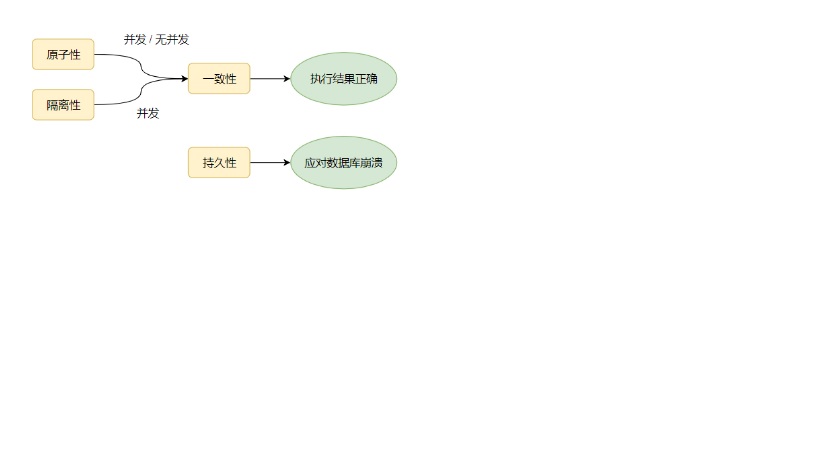 并发 / 无并发
原子性
一致性
执行结果正确
隔离性
并发
持久性
应对数据库崩溃